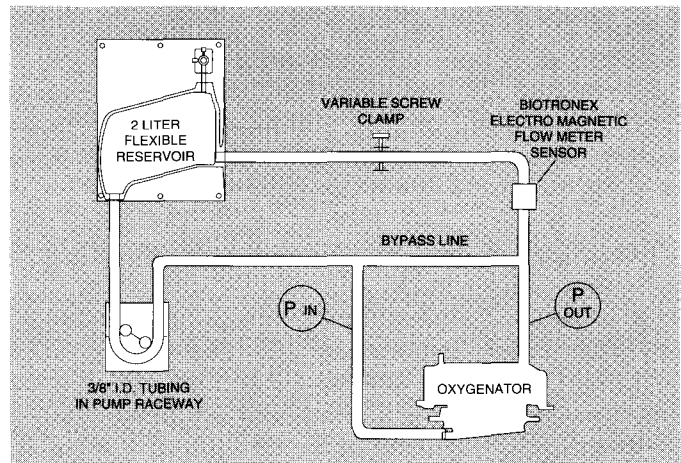 2 LITER
FLEXIBLE
RESERVOIR
VARIABLE SCREW
CLAMP
BIOTRONEX
ELECTRO MAGNETIC
FLOW METER
SENSOR
BYPASS LINE
P IN
P
OUT
3/8" I.D. TUBING
IN PUMP RACEWAY
OXYGENATOR